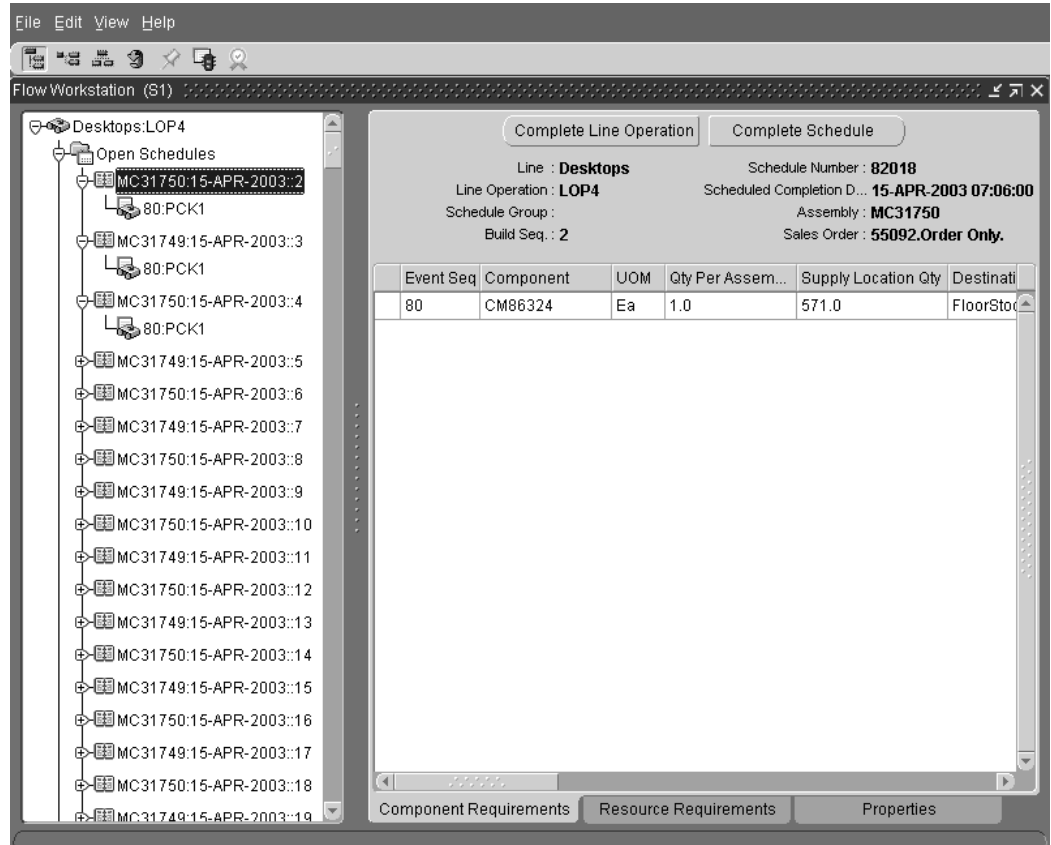 File Edit View Help
Flow Workstation (S1)
Desktops:LOP4
Open Schedules
MC31750:15-APR-2003::2
80:PCK1
MC31749:15-APR-2003::3
80:PCK1
MC31750:15-APR-2003::4
80:PCK1
MC31749:15-APR-2003::5
MC31750:15-APR-2003::6
MC31749:15-APR-2003::7
MC31750:15-APR-2003::8
MC31749:15-APR-2003::9
MC31750:15-APR-2003::10
MC31749:15-APR-2003::11
MC31750:15-APR-2003::12
MC31749:15-APR-2003::13
MC31750:15-APR-2003::14
MC31749:15-APR-2003::15
MC31750:15-APR-2003::16
MC31749:15-APR-2003::17
MC31750:15-APR-2003::18
MC31749:15-APR-2003::19
Complete Line Operation Complete Schedule
Line : Desktops Schedule Number : 82018
Line Operation : LOP4 Scheduled Completion D... 15-APR-2003 07:06:00
Schedule Group : Assembly : MC31750
Build Seq. : 2 Sales Order : 55092.Order Only.
Event Seq Component UOM Qty Per Assem... Supply Location Qty Destinati
80 CM86324 Ea 1.0 571.0 FloorStoc
Component Requirements Resource Requirements Properties